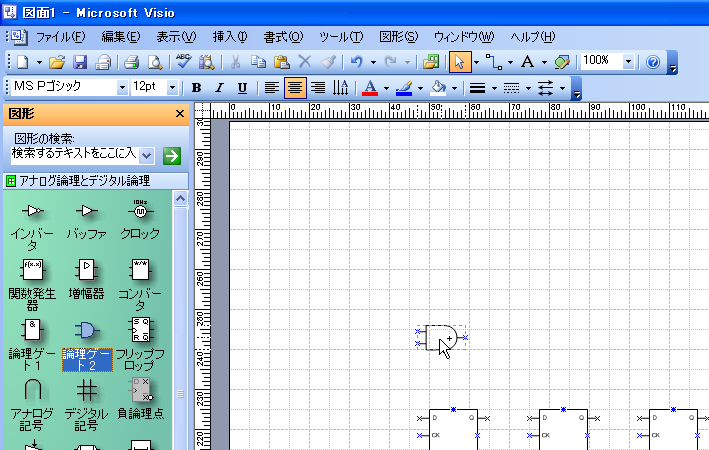 図面1 - Microsoft Visio
ファイル(F) 編集(E) 表示(V) 挿入(I) 書式(O) ツール(T) 図形(S) ウィンドウ(W) ヘルプ(H)
ABC 100%
MS Pゴシック 12pt B I U A
図形
図形の検索:
検索するテキストをここに入
アナログ論理とデジタル論理
インバータ
バッファ
10Hz
クロック
f(x,x)
関数発生器
増幅器
*/*
コンバータ
&
論理ゲート1
論理ゲート2
S Q
R Q
フリップフロップ
アナログ記号
デジタル記号
負論理点
0 10 20 30 40 50 60 70 80 90 100 110
290
280
270
260
250
240
230
220
D Q
CK
D Q
CK
D Q
CK